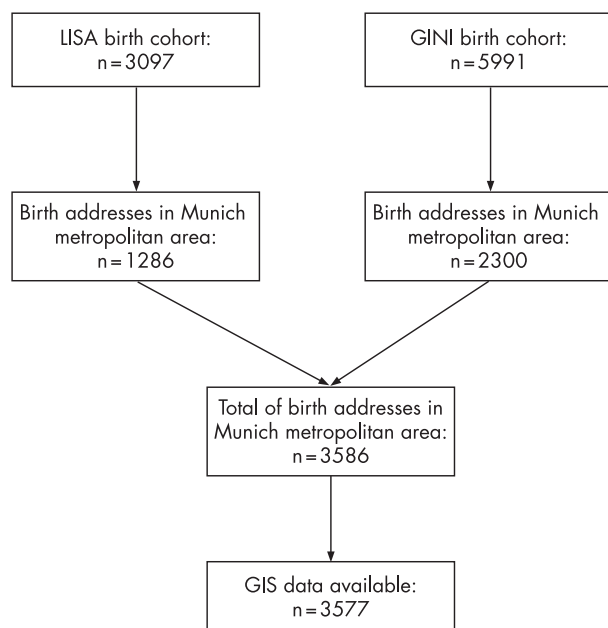 LISA birth cohort:
n=3097
GINI birth cohort:
n=5991
Birth addresses in Munich
metropolitan area:
n=1286
Birth addresses in Munich
metropolitan area:
n=2300
Total of birth addresses in
Munich metropolitan area:
n=3586
GIS data available:
n=3577